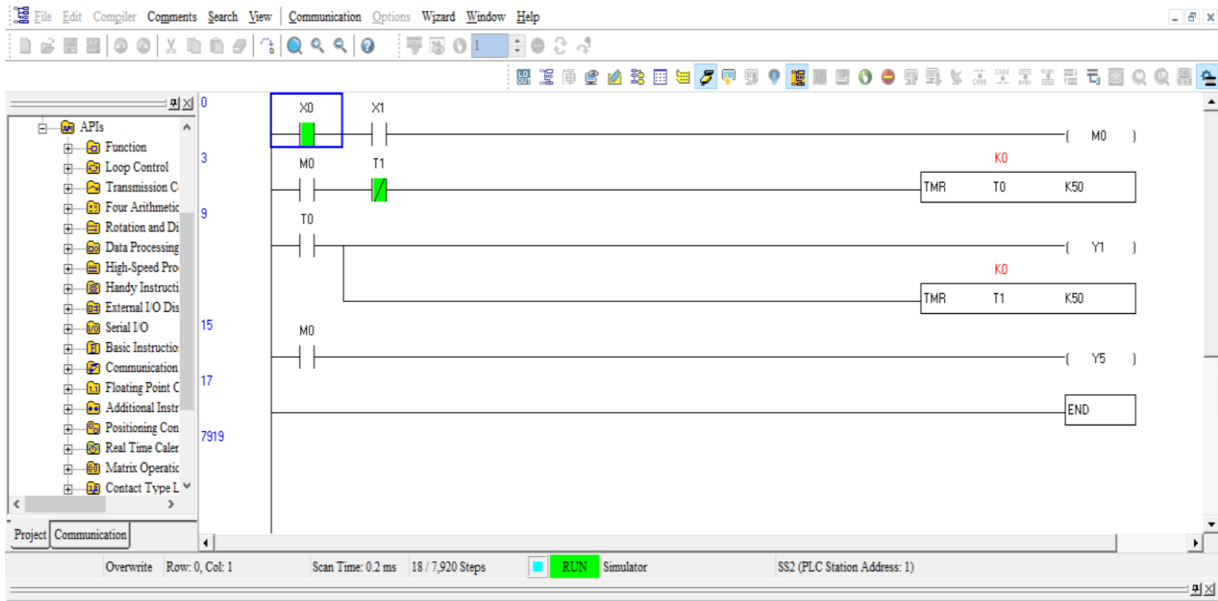 File Edit Compiler Comments Search View Communication Options Wizard Window Help
1
APIs
Function
Loop Control
Transmission C
Four Arithmetic
Rotation and Di
Data Processing
High-Speed Pro
Handy Instructi
External I/O Dis
Serial I/O
Basic Instructio
Communication
Floating Point C
Additional Instr
Positioning Con
Real Time Caler
Matrix Operatic
Contact Type L
Project Communication
0
X0 X1
( M0 )
3
M0 T1
K0
TMR T0 K50
9
T0
( Y1 )
K0
TMR T1 K50
15
M0
( Y5 )
17
END
7919
Overwrite Row: 0, Col: 1 Scan Time: 0.2 ms 18 / 7,920 Steps RUN Simulator SS2 (PLC Station Address: 1)